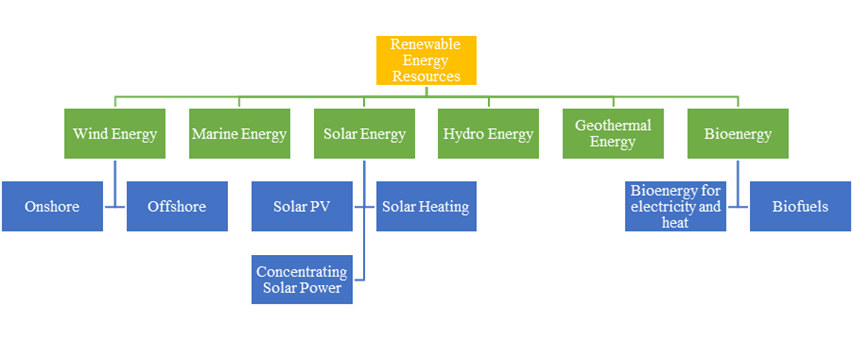 Renewable
Energy
Resources
Wind Energy
Marine Energy
Solar Energy
Hydro Energy
Geothermal
Energy
Bioenergy
Onshore
Offshore
Solar PV
Solar Heating
Bioenergy for
electricity and
heat
Biofuels
Concentrating
Solar Power